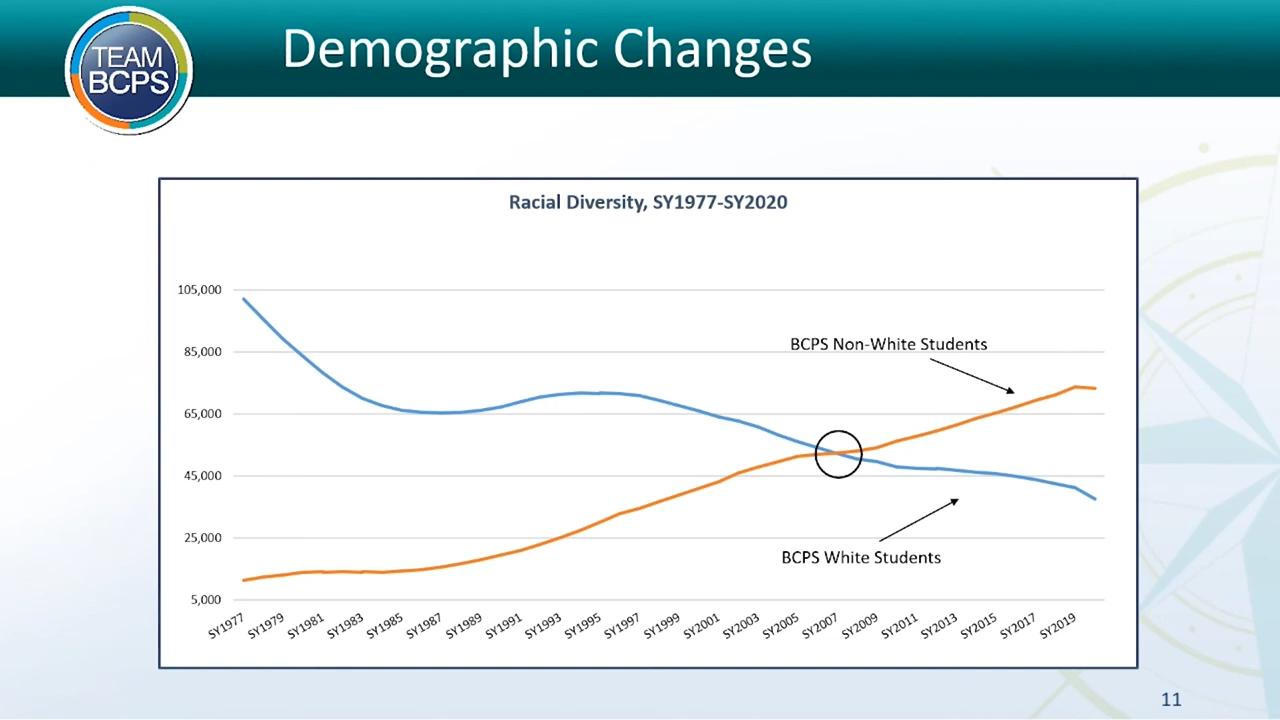 TEAM
BCPS
Demographic Changes
Racial Diversity, SY1977-SY2020
105,000
85,000
65,000
45,000
25,000
5,000
BCPS Non-White Students
BCPS White Students
SY1977 SY1979 SY1981 SY1983 SY1985 SY1987 SY1989 SY1991 SY1993 SY1995 SY1997 SY1999 SY2001 SY2003 SY2005 SY2007 SY2009 SY2011 SY2013 SY2015 SY2017 SY2019
11